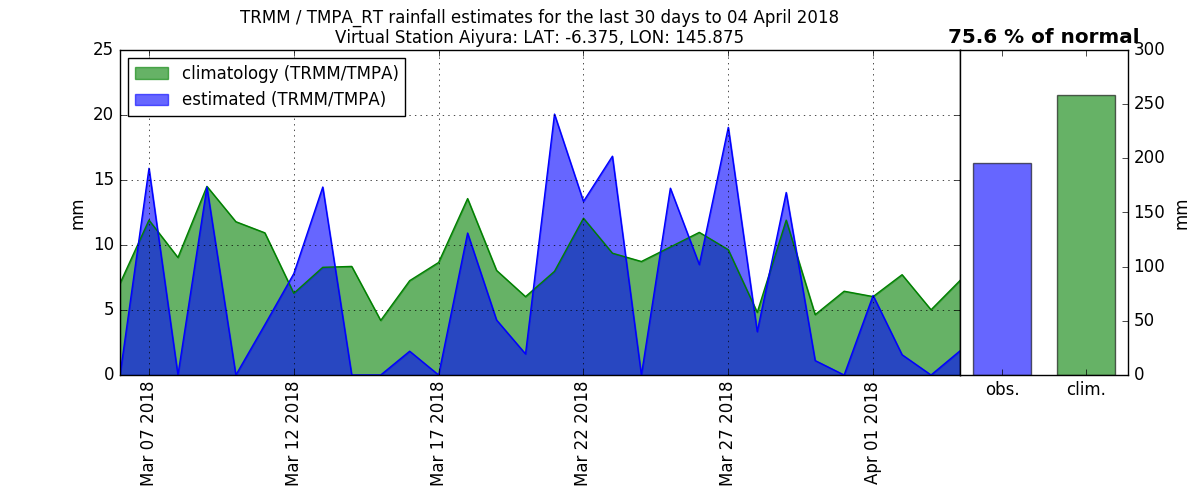 TRMM / TMPA_RT rainfall estimates for the last 30 days to 04 April 2018
Virtual Station Aiyura: LAT: -6.375, LON: 145.875
75.6 % of normal
climatology (TRMM/TMPA)
estimated (TRMM/TMPA)
mm
25
20
15
10
5
0
Mar 07 2018
Mar 12 2018
Mar 17 2018
Mar 22 2018
Mar 27 2018
Apr 01 2018
obs.
clim.
300
250
200
150
100
50
0
mm